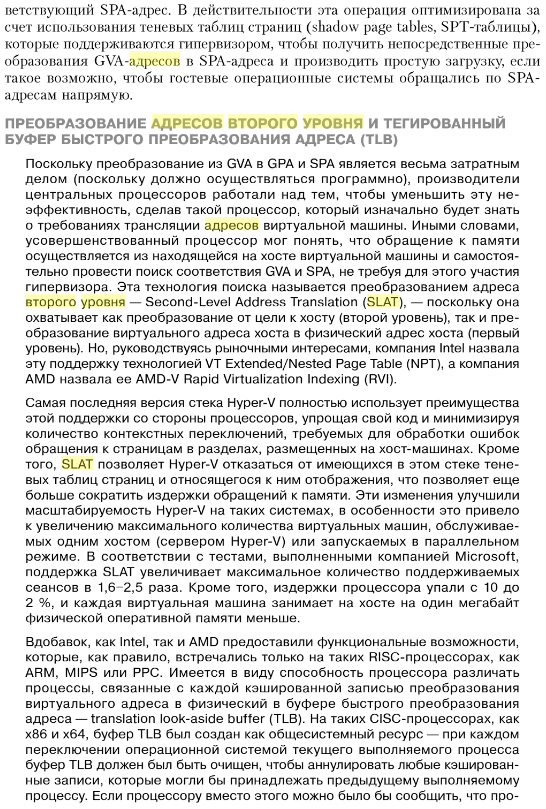 ветствующий SPA-адрес. В действительности эта операция оптимизирована за
счет использования теневых таблиц страниц (shadow page tables, SPT-таблицы),
которые поддерживаются гипервизором, чтобы получить непосредственные пре-
образования GVA-адресов в SPA-адреса и производить простую загрузку, если
такое возможно, чтобы гостевые операционные системы обращались по SPA-
адресам напрямую.
ПРЕОБРАЗОВАНИЕ АДРЕСОВ ВТОРОГО УРОВНЯ И ТЕГИРОВАННЫЙ
БУФЕР БЫСТРОГО ПРЕОБРАЗОВАНИЯ АДРЕСА (TLB)
Поскольку преобразование из GVA в GPA и SPA является весьма затратным
делом (поскольку должно осуществляться программно), производители
центральных процессоров работали над тем, чтобы уменьшить эту не-
эффективность, сделав такой процессор, который изначально будет знать
о требованиях трансляции адресов виртуальной машины. Иными словами,
усовершенствованный процессор мог понять, что обращение к памяти
осуществляется из находящейся на хосте виртуальной машины и самостоя-
тельно провести поиск соответствия GVA и SPA, не требуя для этого участия
гипервизора. Эта технология поиска называется преобразованием адреса
второго уровня — Second-Level Address Translation (SLAT), — поскольку она
охватывает как преобразование от цели к хосту (второй уровень), так и пре-
образование виртуального адреса хоста в физический адрес хоста (первый
уровень). Но, руководствуясь рыночными интересами, компания Intel назвала
эту поддержку технологией VT Extended/Nested Page Table (NPT), а компания
AMD назвала ее AMD-V Rapid Virtualization Indexing (RVI).
Самая последняя версия стека Hyper-V полностью использует преимущества
этой поддержки со стороны процессоров, упрощая свой код и минимизируя
количество контекстных переключений, требуемых для обработки ошибок
обращения к страницам в разделах, размещенных на хост-машинах. Кроме
того, SLAT позволяет Hyper-V отказаться от имеющихся в этом стеке тене-
вых таблиц страниц и относящегося к ним отображения, что позволяет еще
больше сократить издержки обращений к памяти. Эти изменения улучшили
масштабируемость Hyper-V на таких системах, в особенности это привело
к увеличению максимального количества виртуальных машин, обслуживае-
мых одним хостом (сервером Hyper-V) или запускаемых в параллельном
режиме. В соответствии с тестами, выполненными компанией Microsoft,
поддержка SLAT увеличивает максимальное количество поддерживаемых
сеансов в 1,6–2,5 раза. Кроме того, издержки процессора упали с 10 до
2 %, и каждая виртуальная машина занимает на хосте на один мегабайт
физической оперативной памяти меньше.
Вдобавок, как Intel, так и AMD предоставили функциональные возможности,
которые, как правило, встречались только на таких RISC-процессорах, как
ARM, MIPS или PPC. Имеется в виду способность процессора различать
процессы, связанные с каждой кэшированной записью преобразования
виртуального адреса в физический в буфере быстрого преобразования
адреса — translation look-aside buffer (TLB). На таких CISC-процессорах, как
x86 и x64, буфер TLB был создан как общесистемный ресурс — при каждом
переключении операционной системой текущего выполняемого процесса
буфер TLB должен был быть очищен, чтобы аннулировать любые кэширован-
ные записи, которые могли бы принадлежать предыдущему выполняемому
процессу. Если процессору вместо этого можно было бы сообщить, что про-